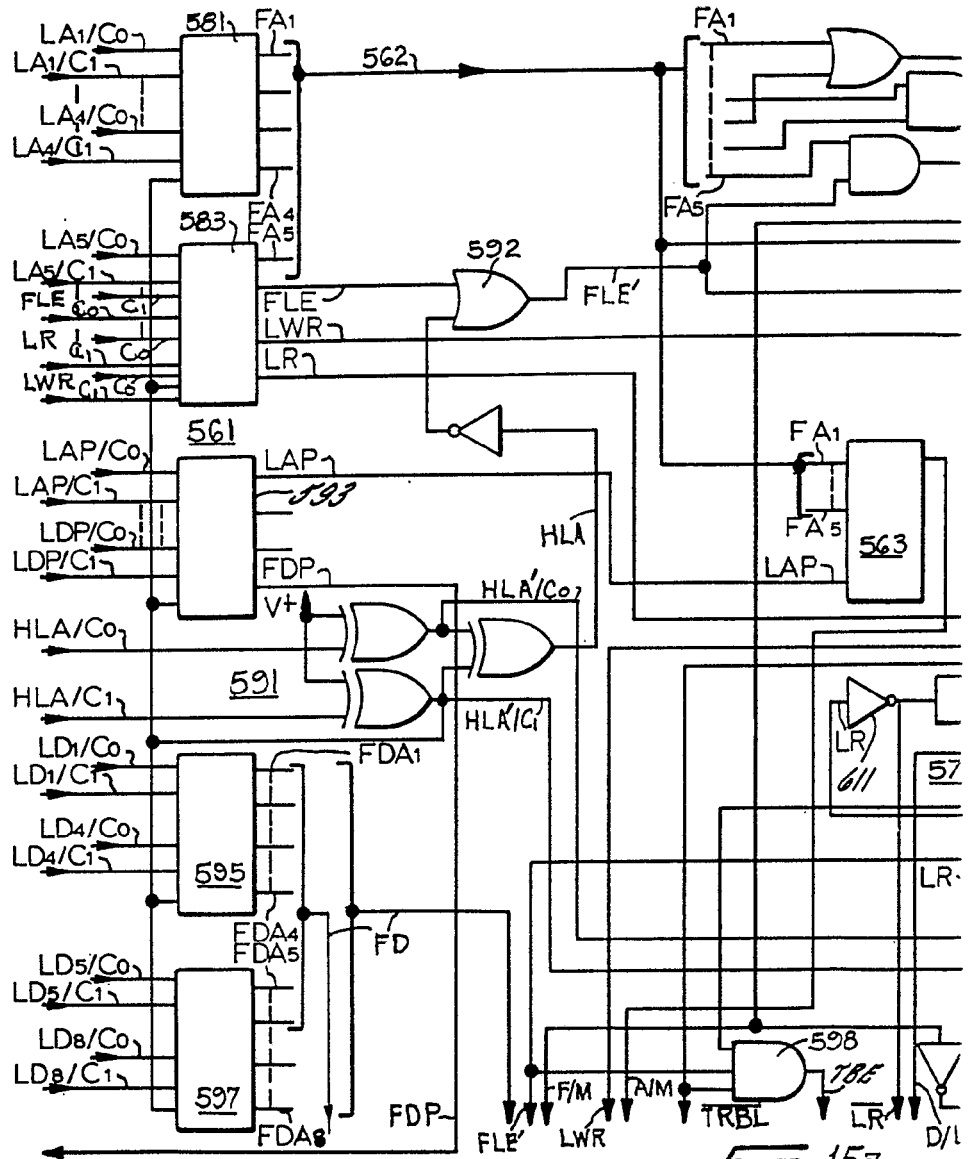 581
FA1
LA1/C0
LA1/C1
LA4/C0
LA4/C1
562
FA1
FA4
FA5
583
FA5
LA5/C0
LA5/C1
FLE
C0
C1
LR
C1
C0
LWR
C1
C0
FLE
LWR
LR
592
FLE'
561
LAP/C0
LAP/C1
LDP/C0
LDP/C1
LAP
593
FDP
V+
HLA
FA1
FA'5
563
LAP
HLA/C0
HLA'/C0
591
HLA/C1
HLA'/C1
LR
611
57
LD1/C0
LD1/C1
LD4/C0
LD4/C1
FDA1
595
FDA4
FDA5
FD
LR
LD5/C0
LD5/C1
LD8/C0
LD8/C1
597
FDA8
FDP
FLE'
F/M
LWR
A/M
TRBL
598
TBE
LR
D/
15